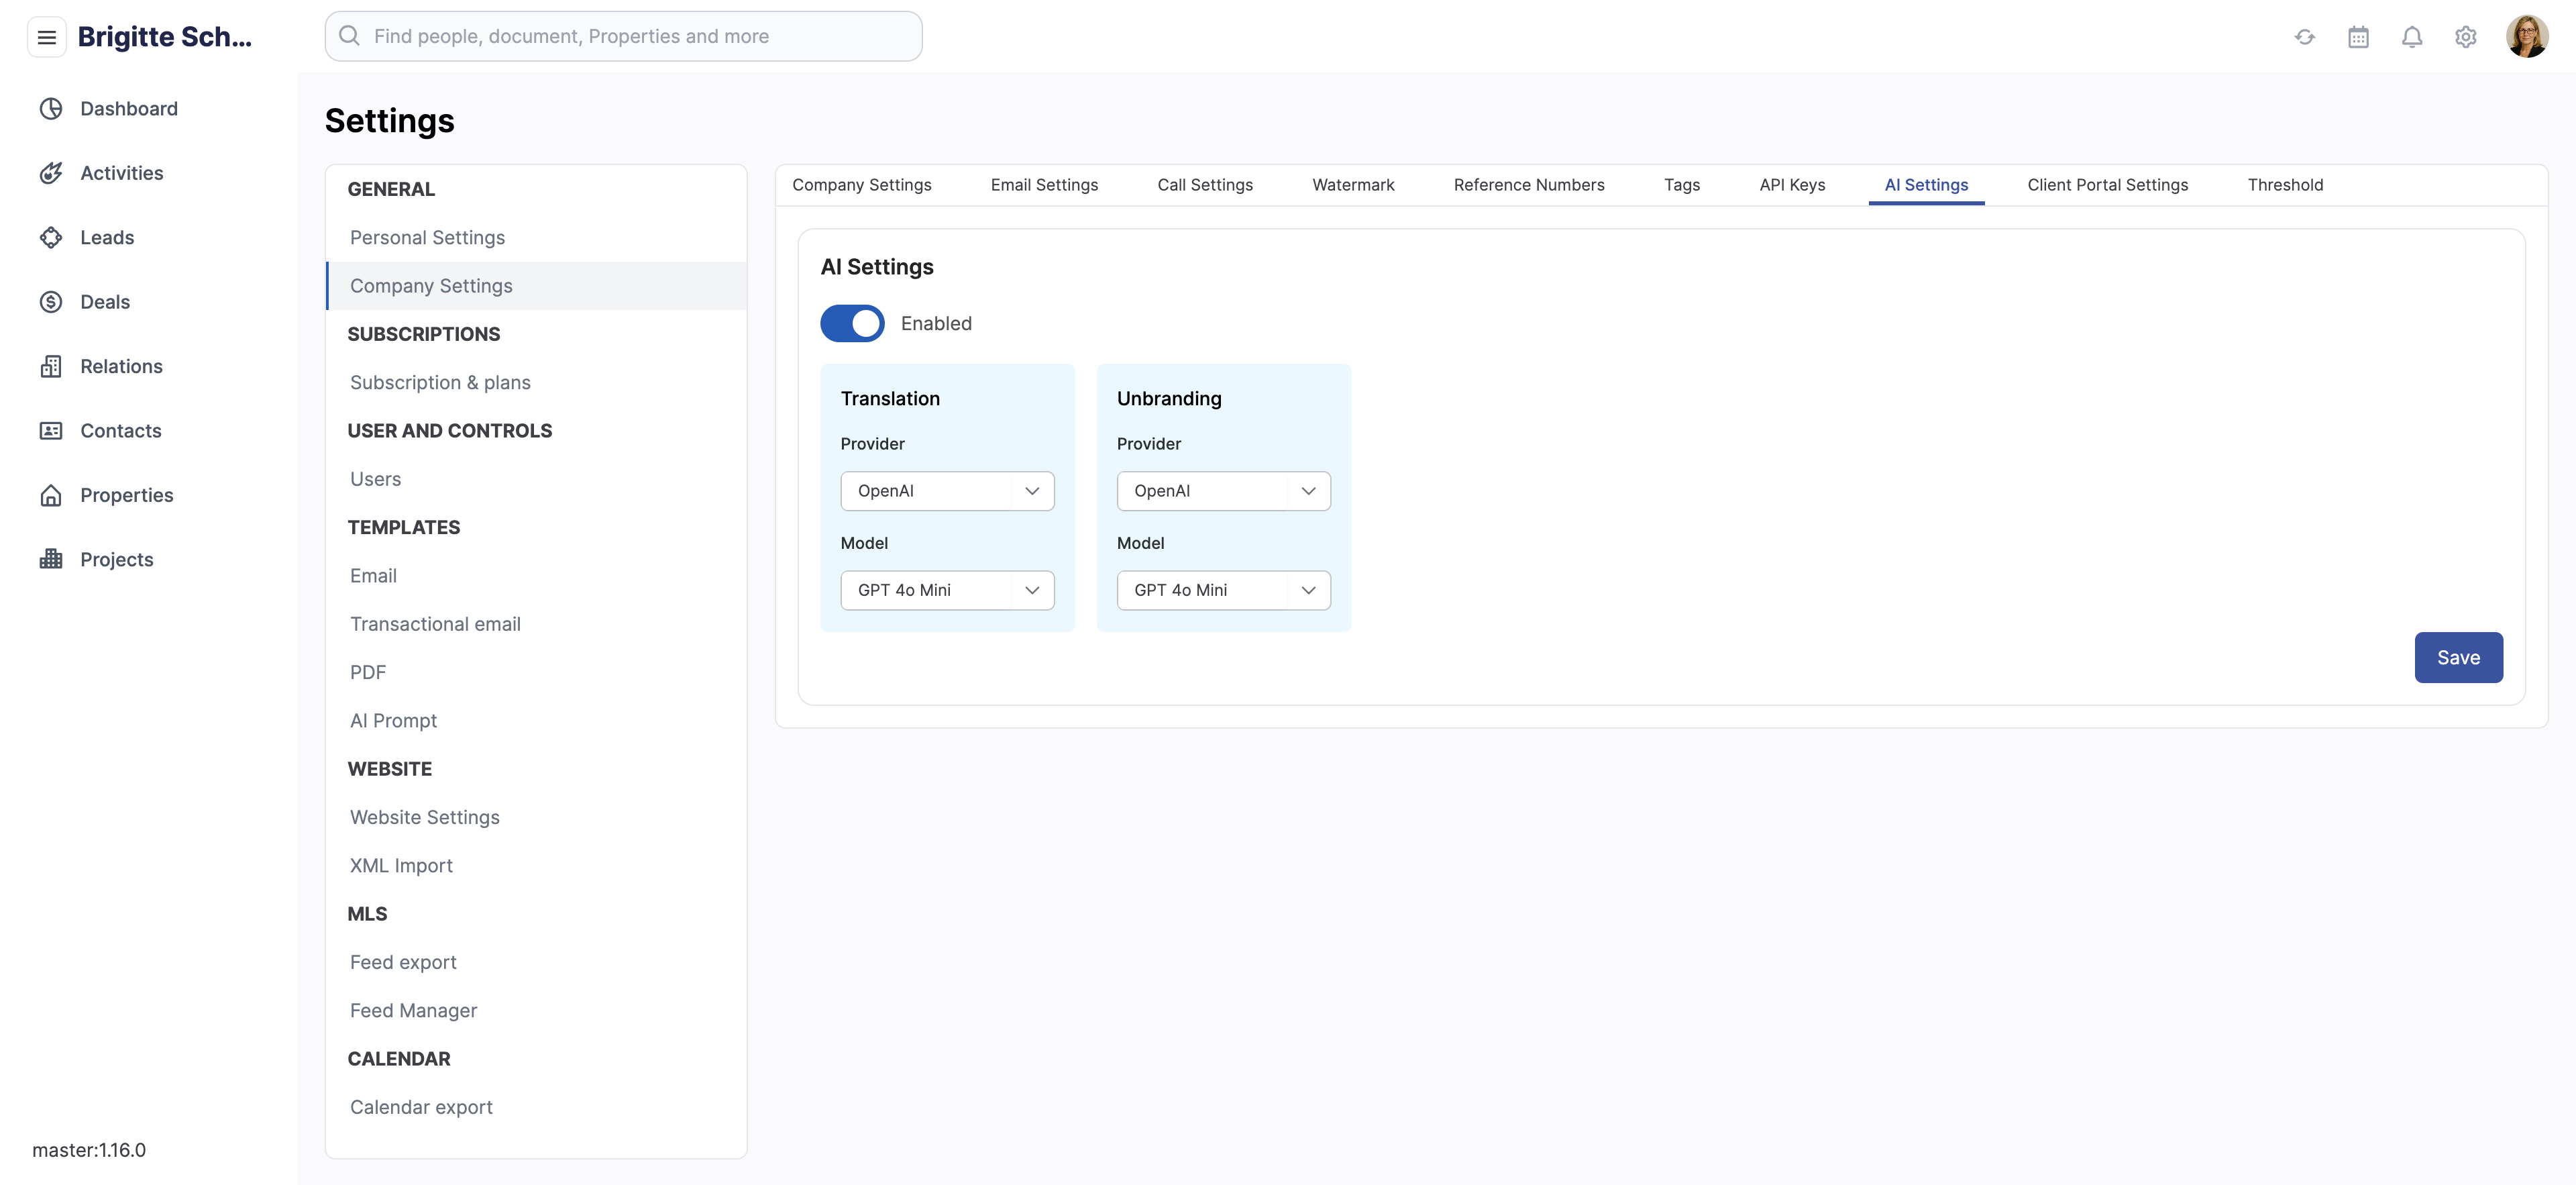 Brigitte Sch...
Find people, document, Properties and more
Dashboard
Activities
Leads
Deals
Relations
Contacts
Properties
Projects
master:1.16.0
Settings
GENERAL
Personal Settings
Company Settings
SUBSCRIPTIONS
Subscription & plans
USER AND CONTROLS
Users
TEMPLATES
Email
Transactional email
PDF
AI Prompt
WEBSITE
Website Settings
XML Import
MLS
Feed export
Feed Manager
CALENDAR
Calendar export
Company Settings Email Settings Call Settings Watermark Reference Numbers Tags API Keys AI Settings Client Portal Settings Threshold
AI Settings
Enabled
Translation
Provider
OpenAI
Model
GPT 4o Mini
Unbranding
Provider
OpenAI
Model
GPT 4o Mini
Save